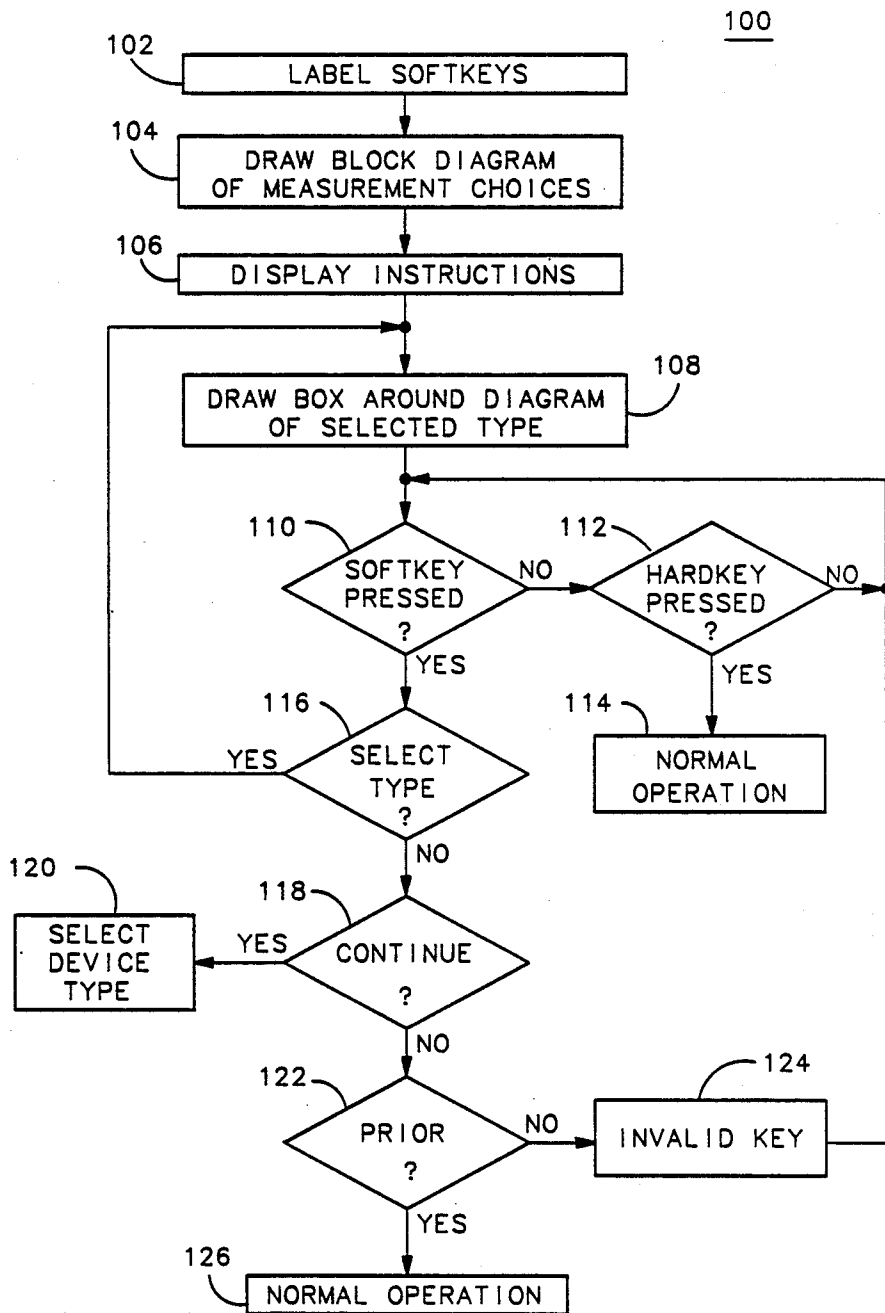 100
102
LABEL SOFTKEYS
104
DRAW BLOCK DIAGRAM
OF MEASUREMENT CHOICES
106
DISPLAY INSTRUCTIONS
108
DRAW BOX AROUND DIAGRAM
OF SELECTED TYPE
110
SOFTKEY
PRESSED
?
NO
YES
112
HARDKEY
PRESSED
?
NO
YES
114
NORMAL
OPERATION
116
SELECT
TYPE
?
YES
NO
118
CONTINUE
?
YES
NO
120
SELECT
DEVICE
TYPE
122
PRIOR
?
NO
YES
124
INVALID KEY
126
NORMAL OPERATION